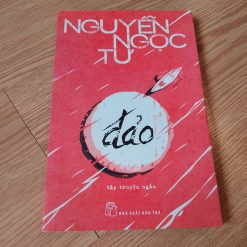 NGUYỄN
NGỌC
TƯ
đảo
tập truyện ngắn
NHÀ XUẤT BẢN TRẺ